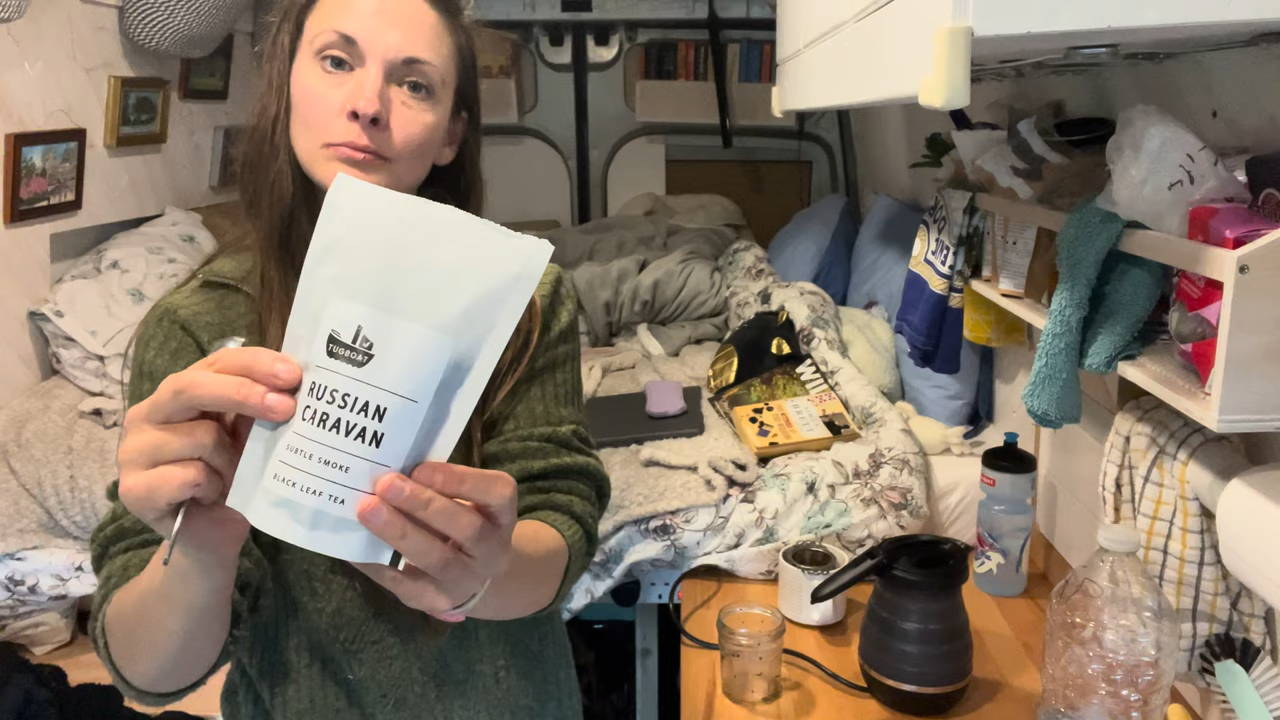 TUGBOAT
RUSSIAN
CARAVAN
SUBTLE SMOKE
BLACK LEAF TEA